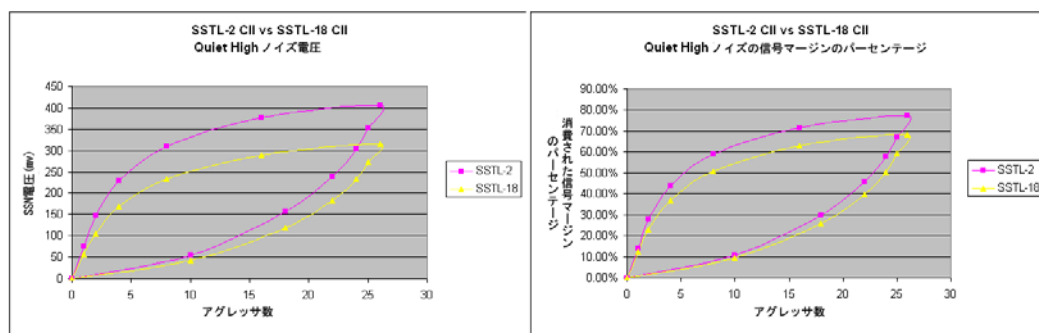 SSTL-2 CII vs SSTL-18 CII
Quiet High ノイズ電圧
SSN電圧 (mv)
450
400
350
300
250
200
150
100
50
0
0 5 10 15 20 25 30
アグレッサ数
SSTL-2
SSTL-18
SSTL-2 CII vs SSTL-18 CII
Quiet High ノイズの信号マージンのパーセンテージ
消費された信号マージン
のパーセンテージ
90.00%
80.00%
70.00%
60.00%
50.00%
40.00%
30.00%
20.00%
10.00%
0.00%
0 5 10 15 20 25 30
アグレッサ数
SSTL-2
SSTL-18